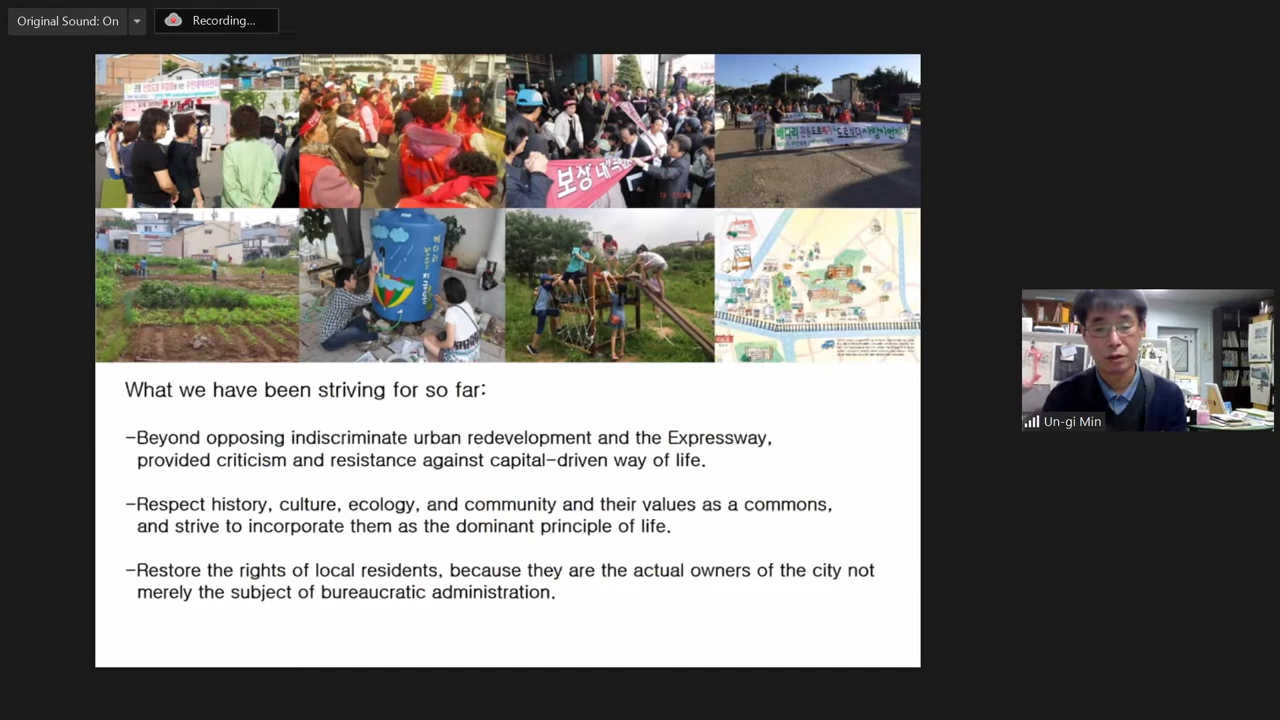 Original Sound: On
Recording...
보장
배다리
What we have been striving for so far:
-Beyond opposing indiscriminate urban redevelopment and the Expressway,
provided criticism and resistance against capital-driven way of life.
-Respect history, culture, ecology, and community and their values as a commons,
and strive to incorporate them as the dominant principle of life.
-Restore the rights of local residents, because they are the actual owners of the city not
merely the subject of bureaucratic administration.
Un-gi Min